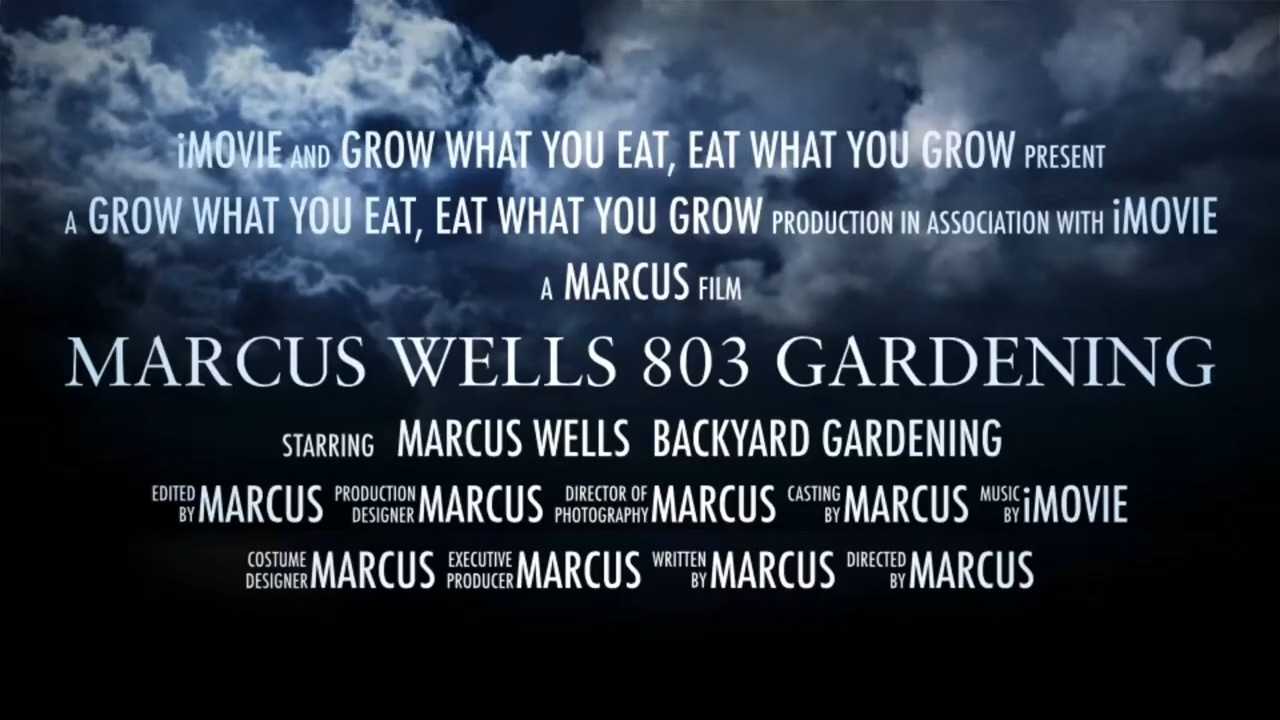 iMOVIE AND GROW WHAT YOU EAT, EAT WHAT YOU GROW PRESENT
A GROW WHAT YOU EAT, EAT WHAT YOU GROW PRODUCTION IN ASSOCIATION WITH iMOVIE
A MARCUS FILM
MARCUS WELLS 803 GARDENING
STARRING MARCUS WELLS BACKYARD GARDENING
EDITED BY MARCUS PRODUCTION DESIGNER MARCUS DIRECTOR OF PHOTOGRAPHY MARCUS CASTING BY MARCUS MUSIC BY iMOVIE
COSTUME DESIGNER MARCUS EXECUTIVE PRODUCER MARCUS WRITTEN BY MARCUS DIRECTED BY MARCUS